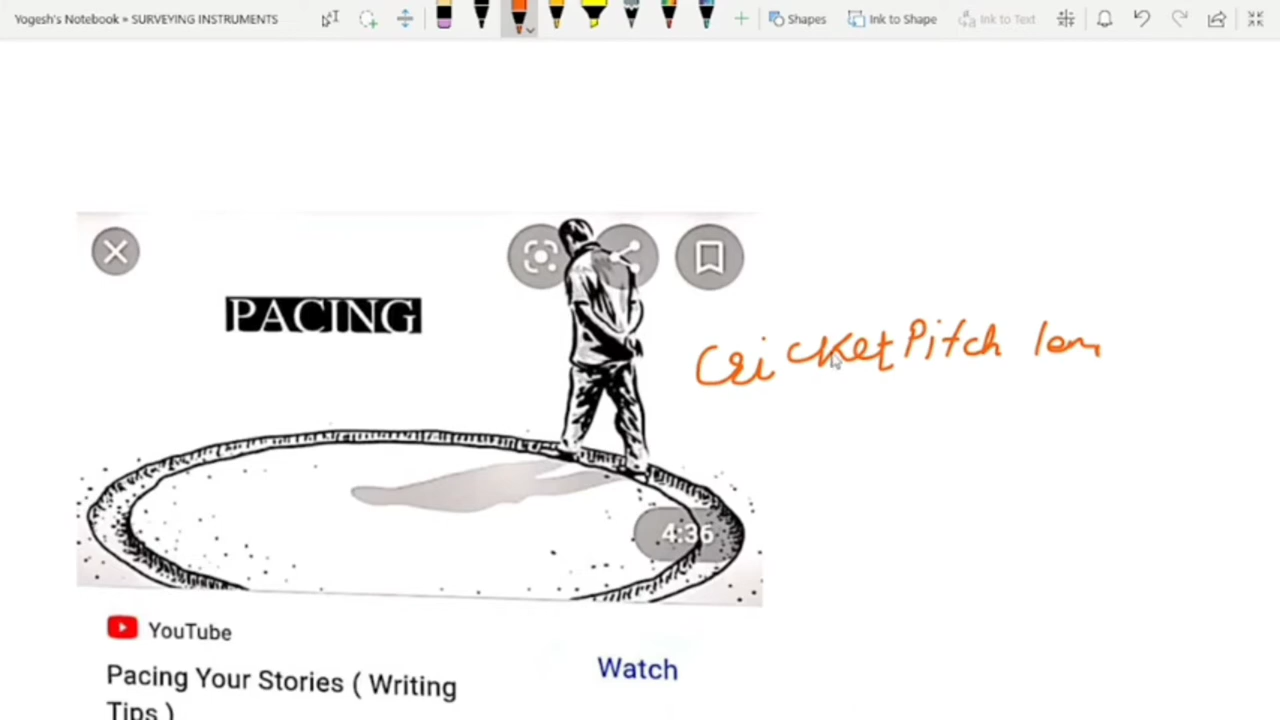 Yogesh's Notebook » SURVEYING INSTRUMENTS
Shapes
Ink to Shape
Ink to Text
PACING
Cricket Pitch len
4:36
YouTube
Pacing Your Stories ( Writing
Tips )
Watch